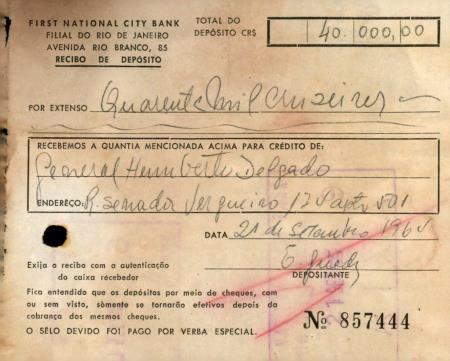 FIRST NATIONAL CITY BANK
FILIAL DO RIO DE JANEIRO
AVENIDA RIO BRANCO, 85
RECIBO DE DEPÓSITO
TOTAL DO
DEPÓSITO CR$ 40.000,00
POR EXTENSO Quarenta mil cruzeiros
RECEBEMOS A QUANTIA MENCIONADA ACIMA PARA CRÉDITO DE:
General Humberto Delgado
ENDEREÇO: R. Senador Vergueiro
DATA 21 de Setembro
DEPOSITANTE
Exija o recibo com a autenticação
do caixa recebedor
Fica entendido que os depósitos por meio de cheques, com
ou sem visto, sòmente se tornarão efetivos depois da
cobrança dos mesmos cheques.
O SÊLO DEVIDO FOI PAGO POR VERBA ESPECIAL.
Nº 857444